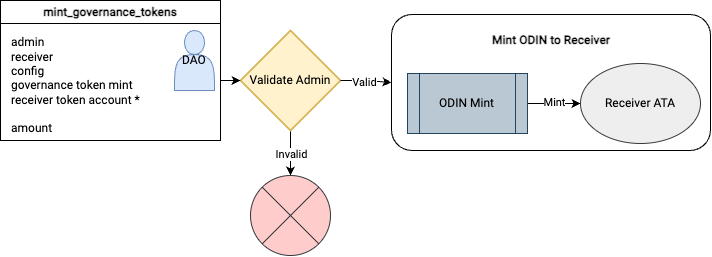 mint_governance_tokens
admin
receiver
config
governance token mint
receiver token account *
amount
DAO
Validate Admin
Valid
Invalid
Mint ODIN to Receiver
ODIN Mint
Mint
Receiver ATA